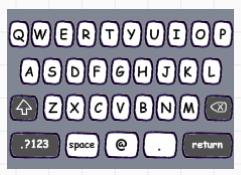 Q W E R T Y U I O P
A S D F G H J K L
Z X C V B N M
.?123 space @ . return